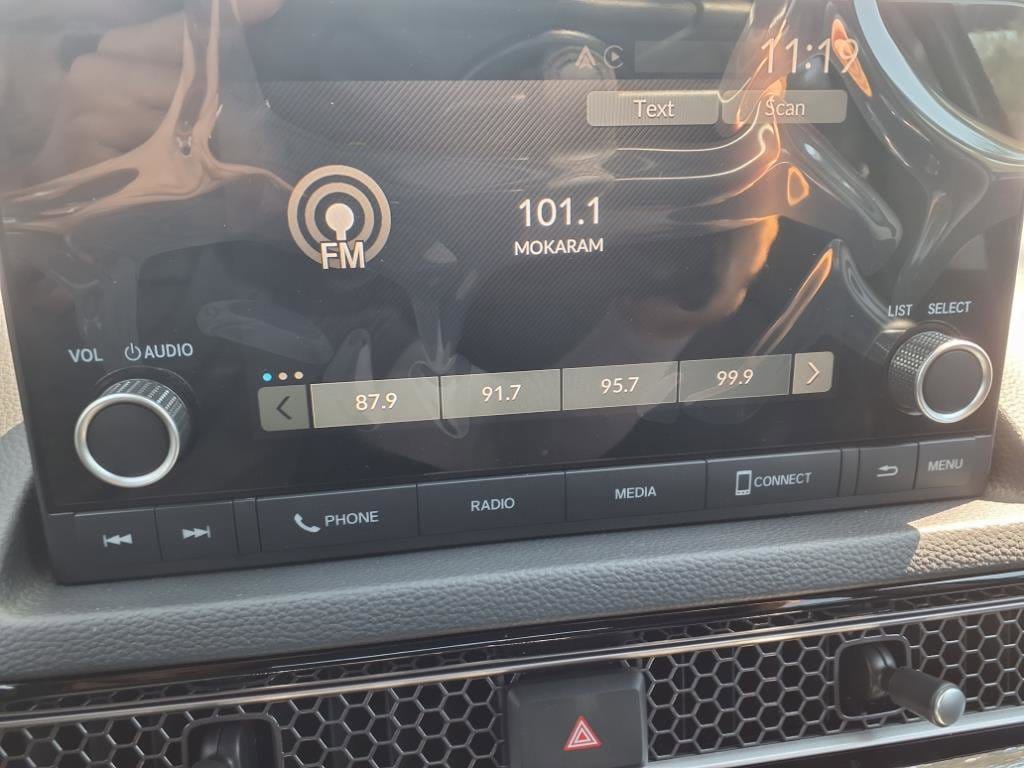 11:19
Text Scan
FM
101.1
MOKARAM
LIST SELECT
VOL AUDIO
87.9 91.7 95.7 99.9
PHONE RADIO MEDIA CONNECT MENU